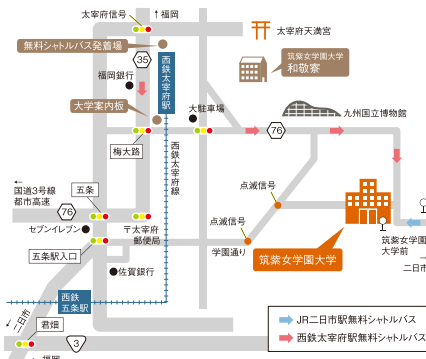 太宰府信号
↑福岡
太宰府天満宮
無料シャトルバス発着場
西鉄太宰府駅
35
筑紫女学園大学
和敬寮
福岡銀行
大学案内板
大駐車場
九州国立博物館
76
梅大路
西鉄太宰府線
←
国道3号線
都市高速
五条
点滅信号
76
セブンイレブン
〒太宰府
郵便局
点滅信号
学園通り
五条駅入口
筑紫女学園大学
筑紫女学園
大学前
→
二日市
佐賀銀行
西鉄
五条駅
←二日市
君畑
3
JR二日市駅無料シャトルバス
西鉄太宰府駅無料シャトルバス